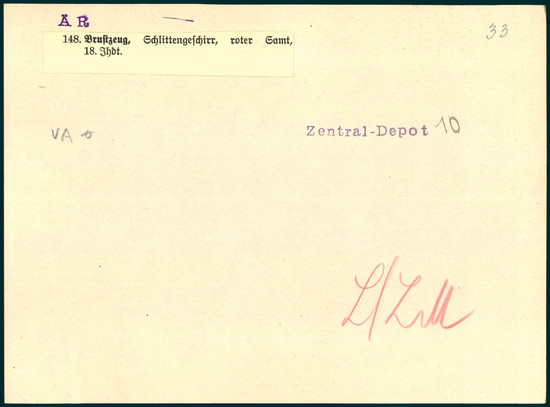 AR
33
148. Brustzeug, Schlittengeschirr, roter Samt,
18. Jhdt.
VA
Zentral-Depot 10